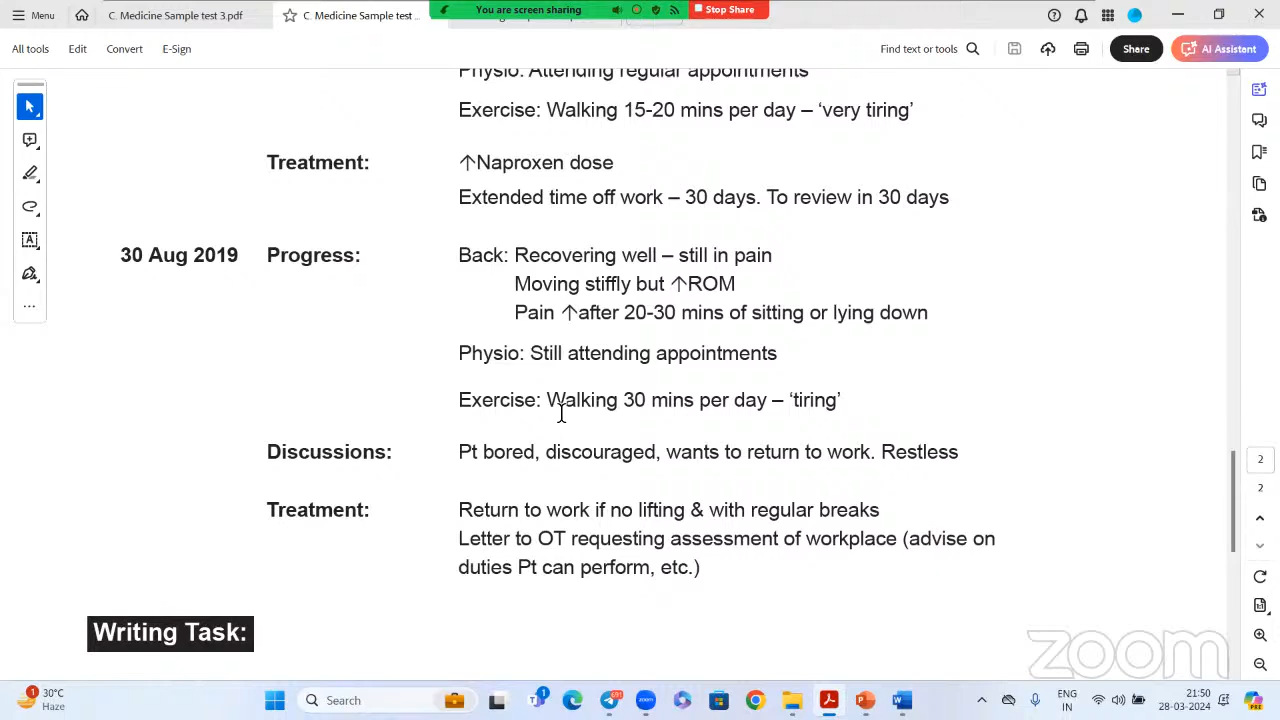 C. Medicine Sample test 3.pdf
C. Medicine Sample test ...
You are screen sharing
Stop Share
All tools Edit Convert E-Sign
Find text or tools
Share
AI Assistant
Physio: Attending regular appointments
Exercise: Walking 15-20 mins per day – ‘very tiring’
Treatment: ↑Naproxen dose
Extended time off work – 30 days. To review in 30 days
30 Aug 2019 Progress: Back: Recovering well – still in pain
Moving stiffly but ↑ROM
Pain ↑after 20-30 mins of sitting or lying down
Physio: Still attending appointments
Exercise: Walking 30 mins per day – ‘tiring’
Discussions: Pt bored, discouraged, wants to return to work. Restless
Treatment: Return to work if no lifting & with regular breaks
Letter to OT requesting assessment of workplace (advise on
duties Pt can perform, etc.)
Writing Task:
2
2
zoom
1
30°C
Haze
Search
1
691
zoom
ENG
IN
21:50
28-03-2024